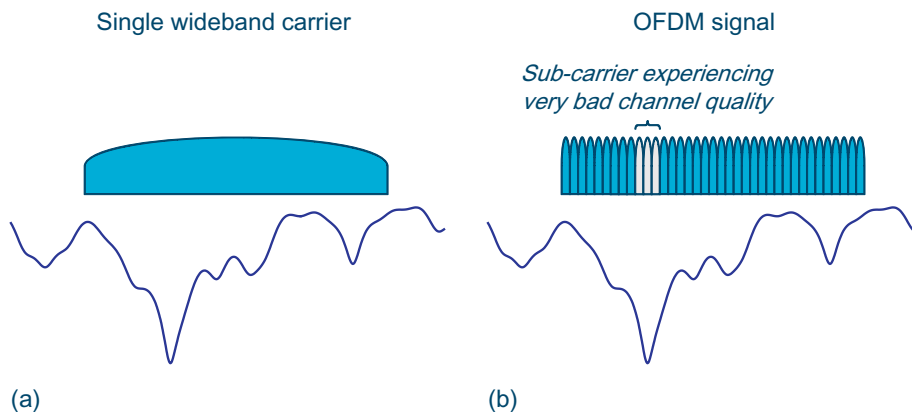 Single wideband carrier
OFDM signal
Sub-carrier experiencing
very bad channel quality
(a)
(b)